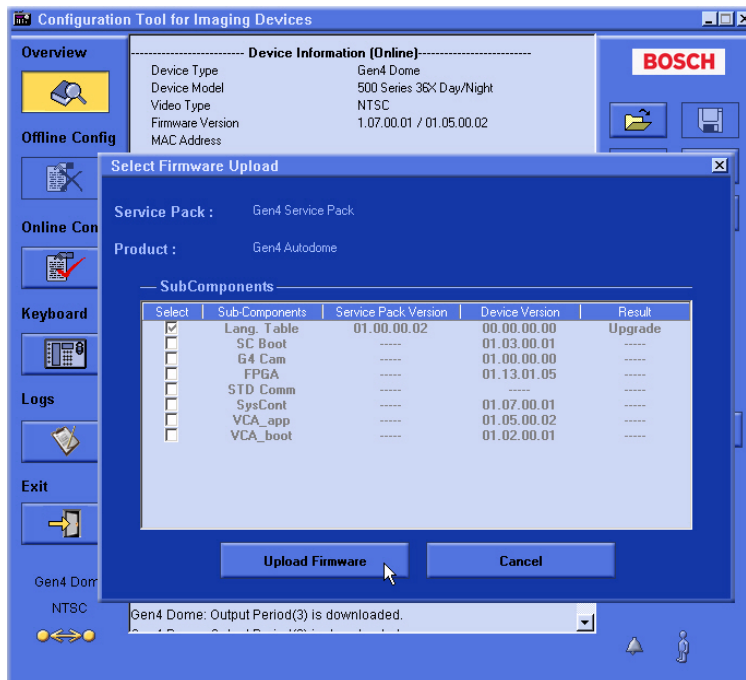 Configuration Tool for Imaging Devices
Overview
Offline Config
Online Con
Keyboard
Logs
Exit
Gen4 Dom
NTSC
------------------------- Device Information (Online)-------------------------
Device Type Gen4 Dome
Device Model 500 Series 36X Day/Night
Video Type NTSC
Firmware Version 1.07.00.01 / 01.05.00.02
MAC Address
BOSCH
Select Firmware Upload
Service Pack : Gen4 Service Pack
Product : Gen4 Autodome
SubComponents
Select Sub-Components Service Pack Version Device Version Result
Lang. Table 01.00.00.02 00.00.00.00 Upgrade
SC Boot ----- 01.03.00.01 -----
G4 Cam ----- 01.00.00.00 -----
FPGA ----- 01.13.01.05 -----
STD Comm ----- ----- -----
SysCont ----- 01.07.00.01 -----
VCA_app ----- 01.05.00.02 -----
VCA_boot ----- 01.02.00.01 -----
Upload Firmware
Cancel
Gen4 Dome: Output Period(3) is downloaded.